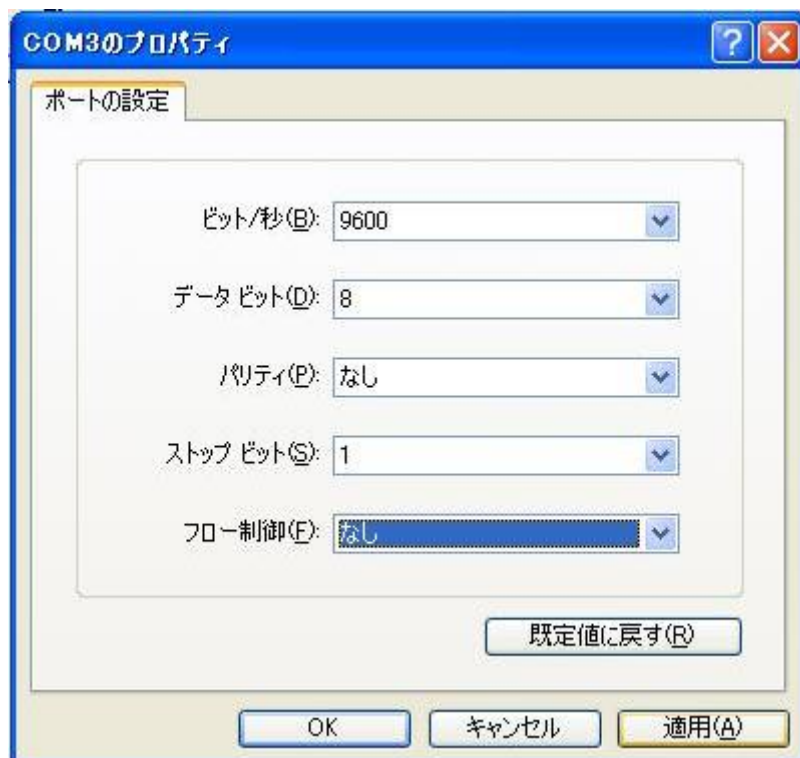 COM3のプロパティ
ポートの設定
ビット/秒(B): 9600
データ ビット(D): 8
パリティ(P): なし
ストップ ビット(S): 1
フロー制御(F): なし
既定値に戻す(R)
OK キャンセル 適用(A)